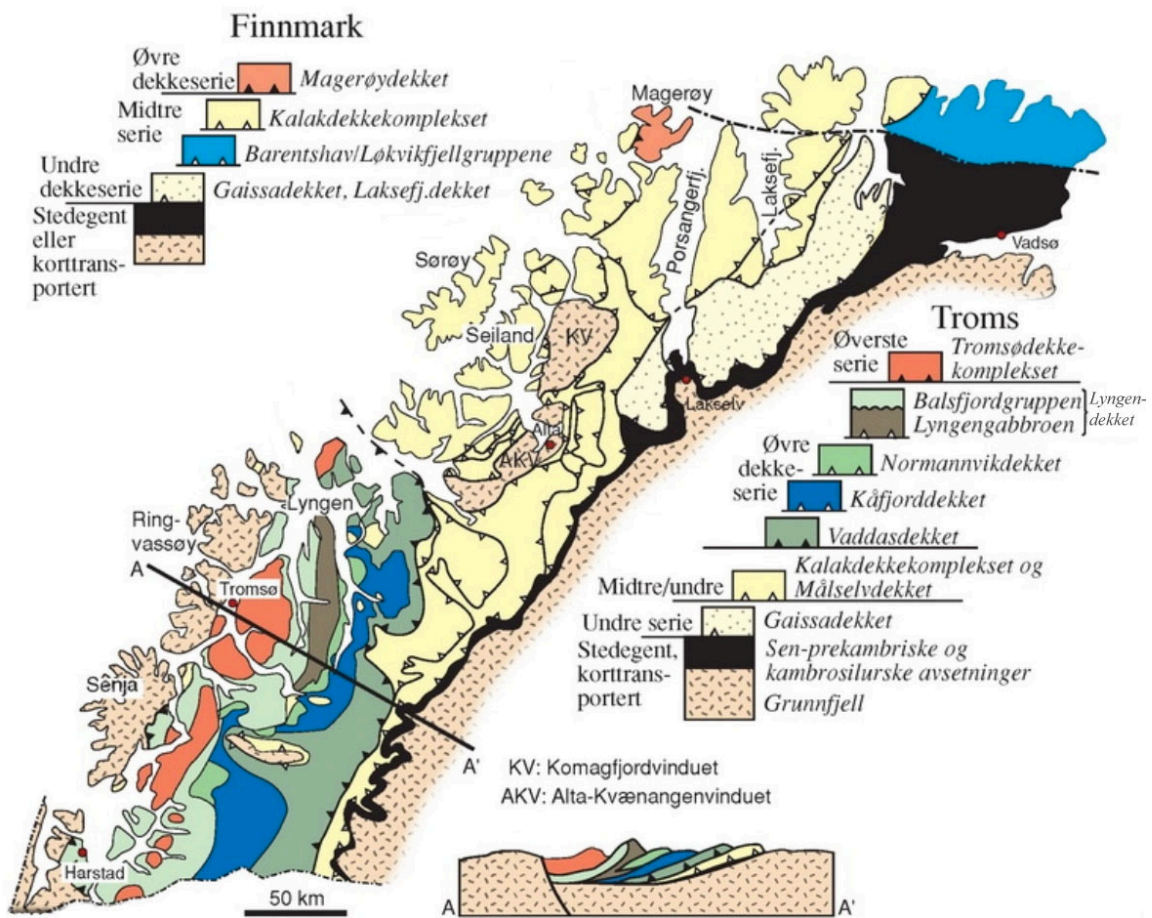 Finnmark
Øvre
dekkeserie
Magerøydekket
Midtre
serie
Kalakdekkekomplekset
Barentshav/Løkvikfjellgruppene
Undre
dekkeserie
Gaissadekket, Laksefj.dekket
Stedegent
eller
korttrans-
portert
Magerøy
Porsangerfj.
Laksefj.
?
?
Vadsø
Sørøy
Seiland
KV
Lakselv
Alta
AKV
Lyngen
Ring-
vassøy
A
Tromsø
Senja
A'
Harstad
50 km
Troms
Øverste
serie
Tromsødekke-
komplekset
Balsfjordgruppen
Lyngengabbroen
Lyngen-
dekket
Øvre
dekke-
serie
Normannvikdekket
Kåfjorddekket
Vaddasdekket
Midtre/undre
Kalakdekkekomplekset og
Målselvdekket
Undre serie
Gaissadekket
Stedegent,
korttrans-
portert
Sen-prekambriske og
kambrosilurske avsetninger
Grunnfjell
KV: Komagfjordvinduet
AKV: Alta-Kvænangenvinduet
A
A'